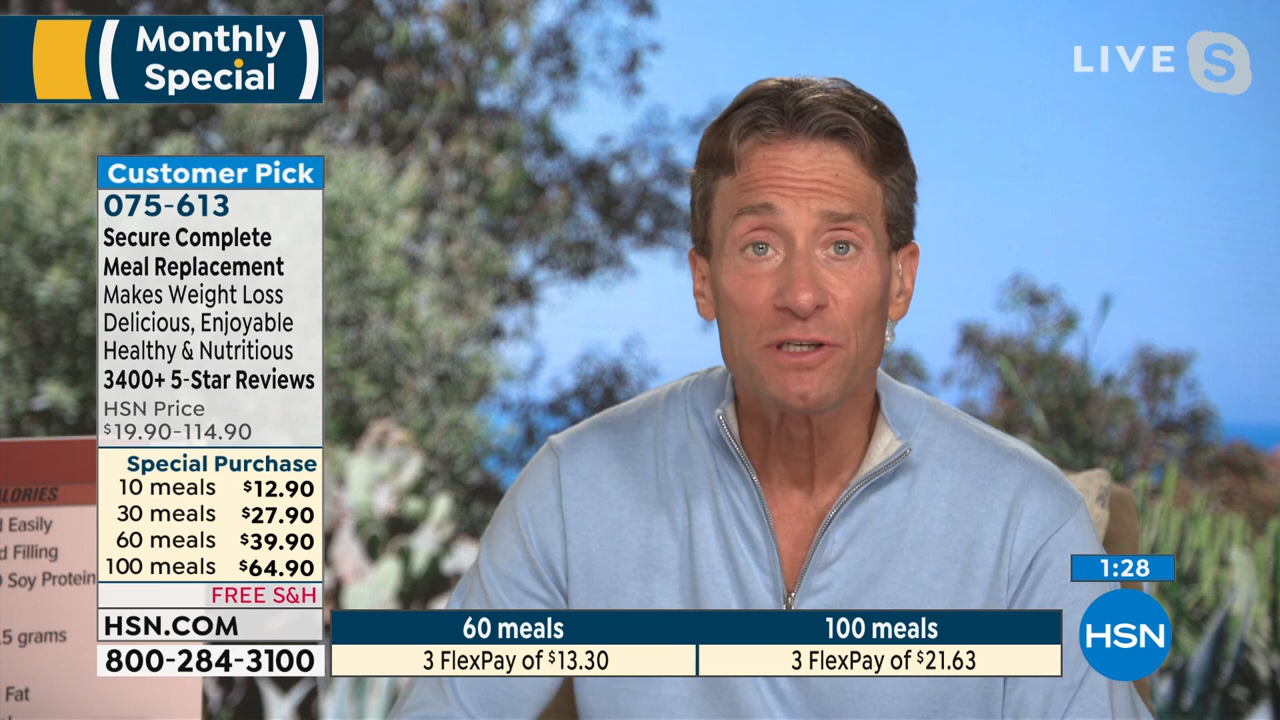 Monthly
Special
LIVE S
Customer Pick
075-613
Secure Complete
Meal Replacement
Makes Weight Loss
Delicious, Enjoyable
Healthy & Nutritious
3400+ 5-Star Reviews
HSN Price
$19.90-114.90
Special Purchase
10 meals $12.90
30 meals $27.90
60 meals $39.90
100 meals $64.90
FREE S&H
HSN.COM
800-284-3100
60 meals 100 meals
3 FlexPay of $13.30 3 FlexPay of $21.63
1:28
HSN
Easily
Filling
Soy Protein
5 grams
Fat